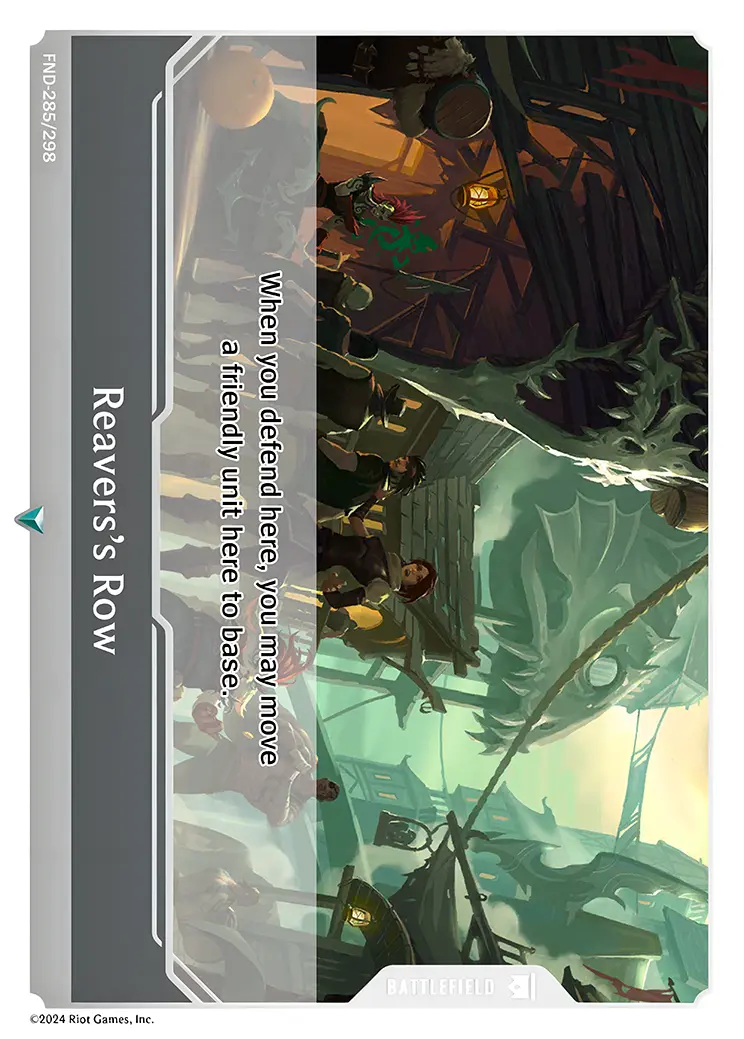 BATTLEFIELD
When you defend here, you may move
a friendly unit here to base.
Reavers's Row
FND-285/298
©2024 Riot Games, Inc.